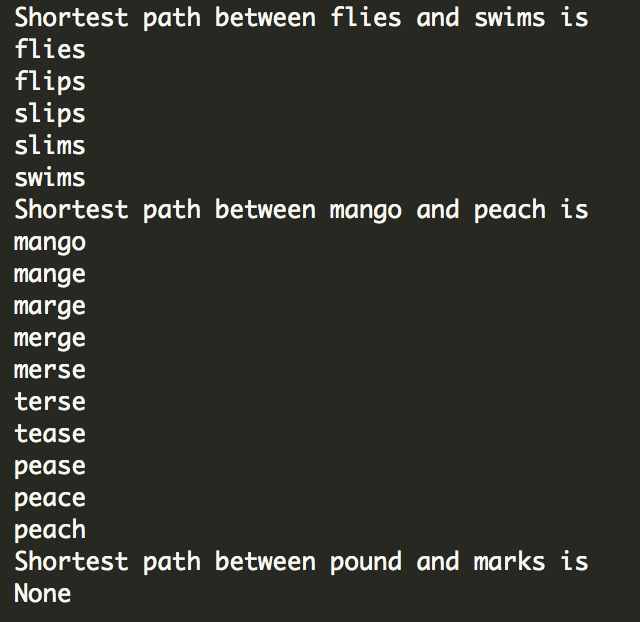 Shortest path between flies and swims is
flies
flips
slips
slims
swims
Shortest path between mango and peach is
mango
mange
marge
merge
merse
terse
tease
pease
peace
peach
Shortest path between pound and marks is
None